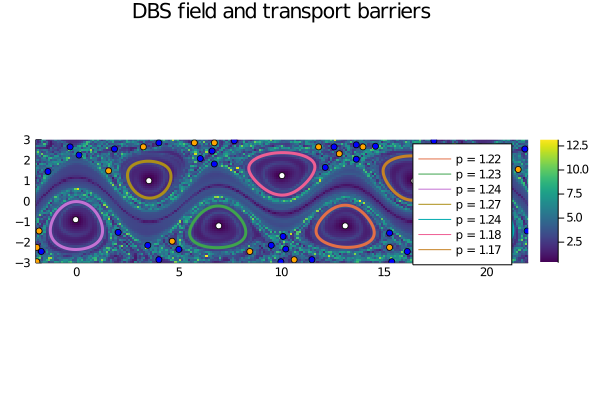 DBS field and transport barriers
3
2
1
0
−1
−2
−3
0
5
10
15
20
p = 1.22
p = 1.23
p = 1.24
p = 1.27
p = 1.24
p = 1.18
p = 1.17
12.5
10.0
7.5
5.0
2.5